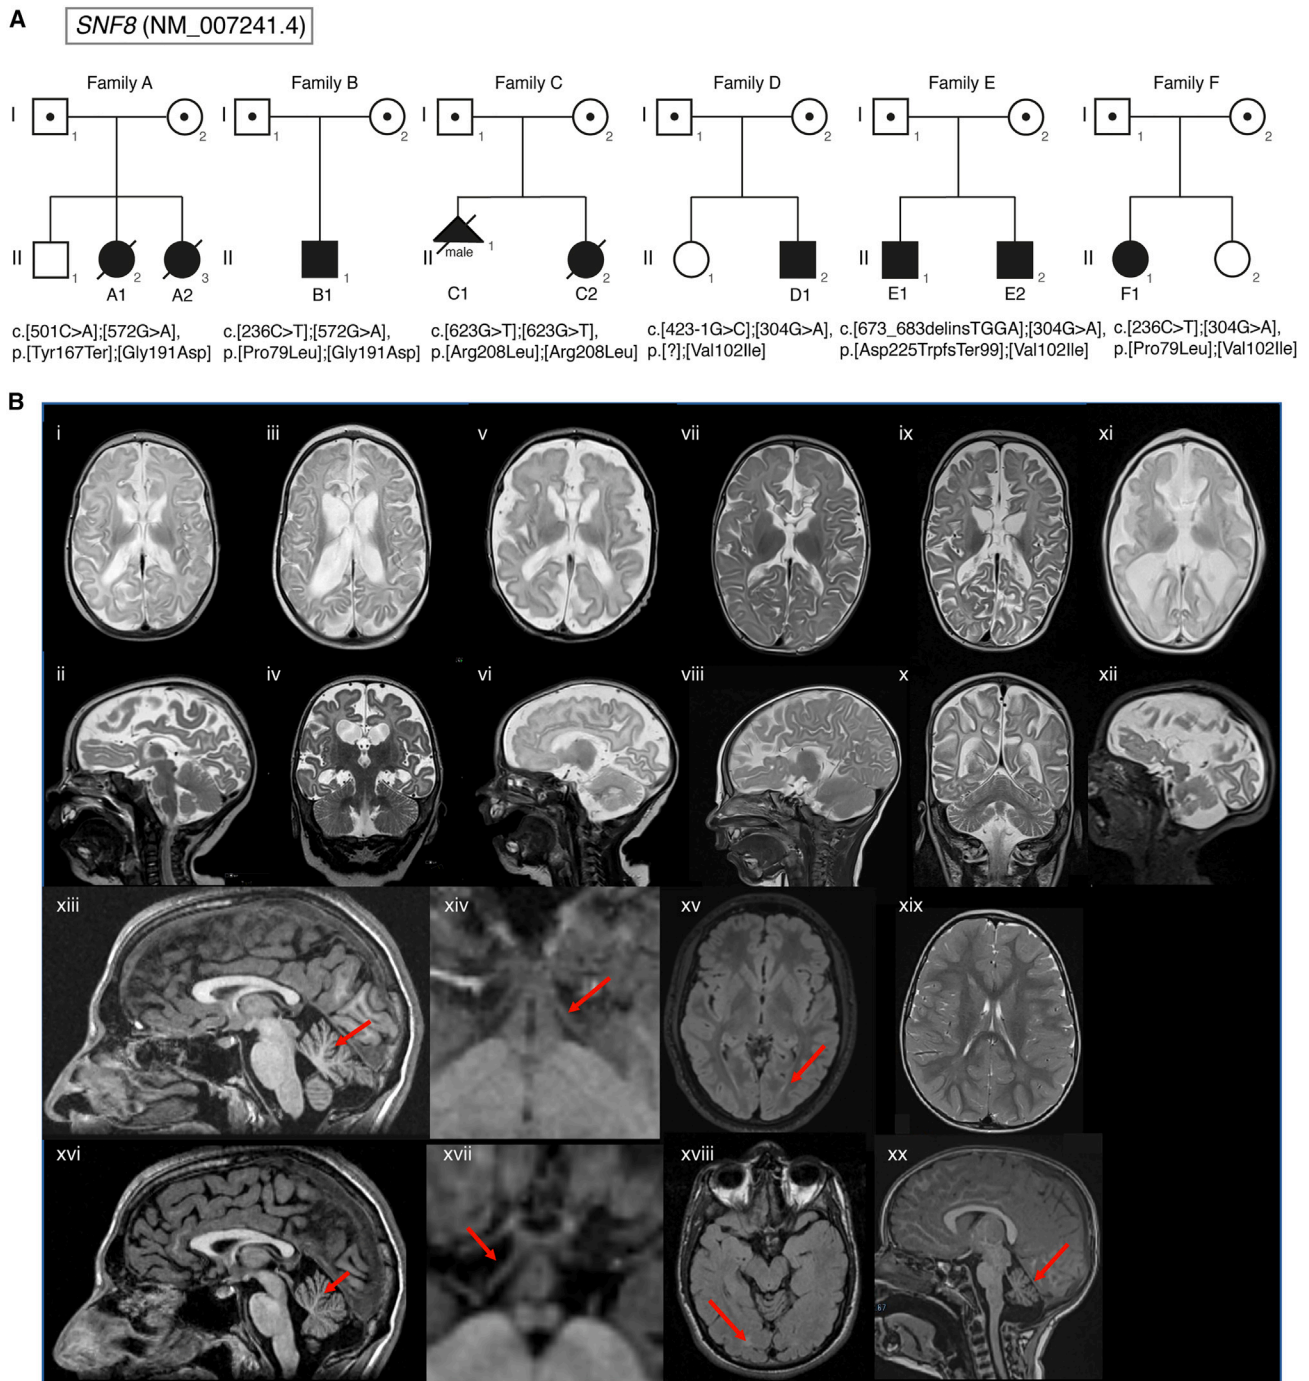 A
SNF8 (NM_007241.4)
Family A Family B Family C Family D Family E Family F
I 1 2 I 1 2 I 1 2 I 1 2 I 1 2 I 1 2
II 1 2 3 II 1 II male 1 2 II 1 2 II 1 2 II 1 2
A1 A2 B1 C1 C2 D1 E1 E2 F1
c.[501C>A];[572G>A], c.[236C>T];[572G>A], c.[623G>T];[623G>T], c.[423-1G>C];[304G>A], c.[673_683delinsTGGA];[304G>A], c.[236C>T];[304G>A],
p.[Tyr167Ter];[Gly191Asp] p.[Pro79Leu];[Gly191Asp] p.[Arg208Leu];[Arg208Leu] p.[?];[Val102Ile] p.[Asp225TrpfsTer99];[Val102Ile] p.[Pro79Leu];[Val102Ile]
B
i iii v vii ix xi
ii iv vi viii x xii
xiii xiv xv xix
xvi xvii xviii xx
67